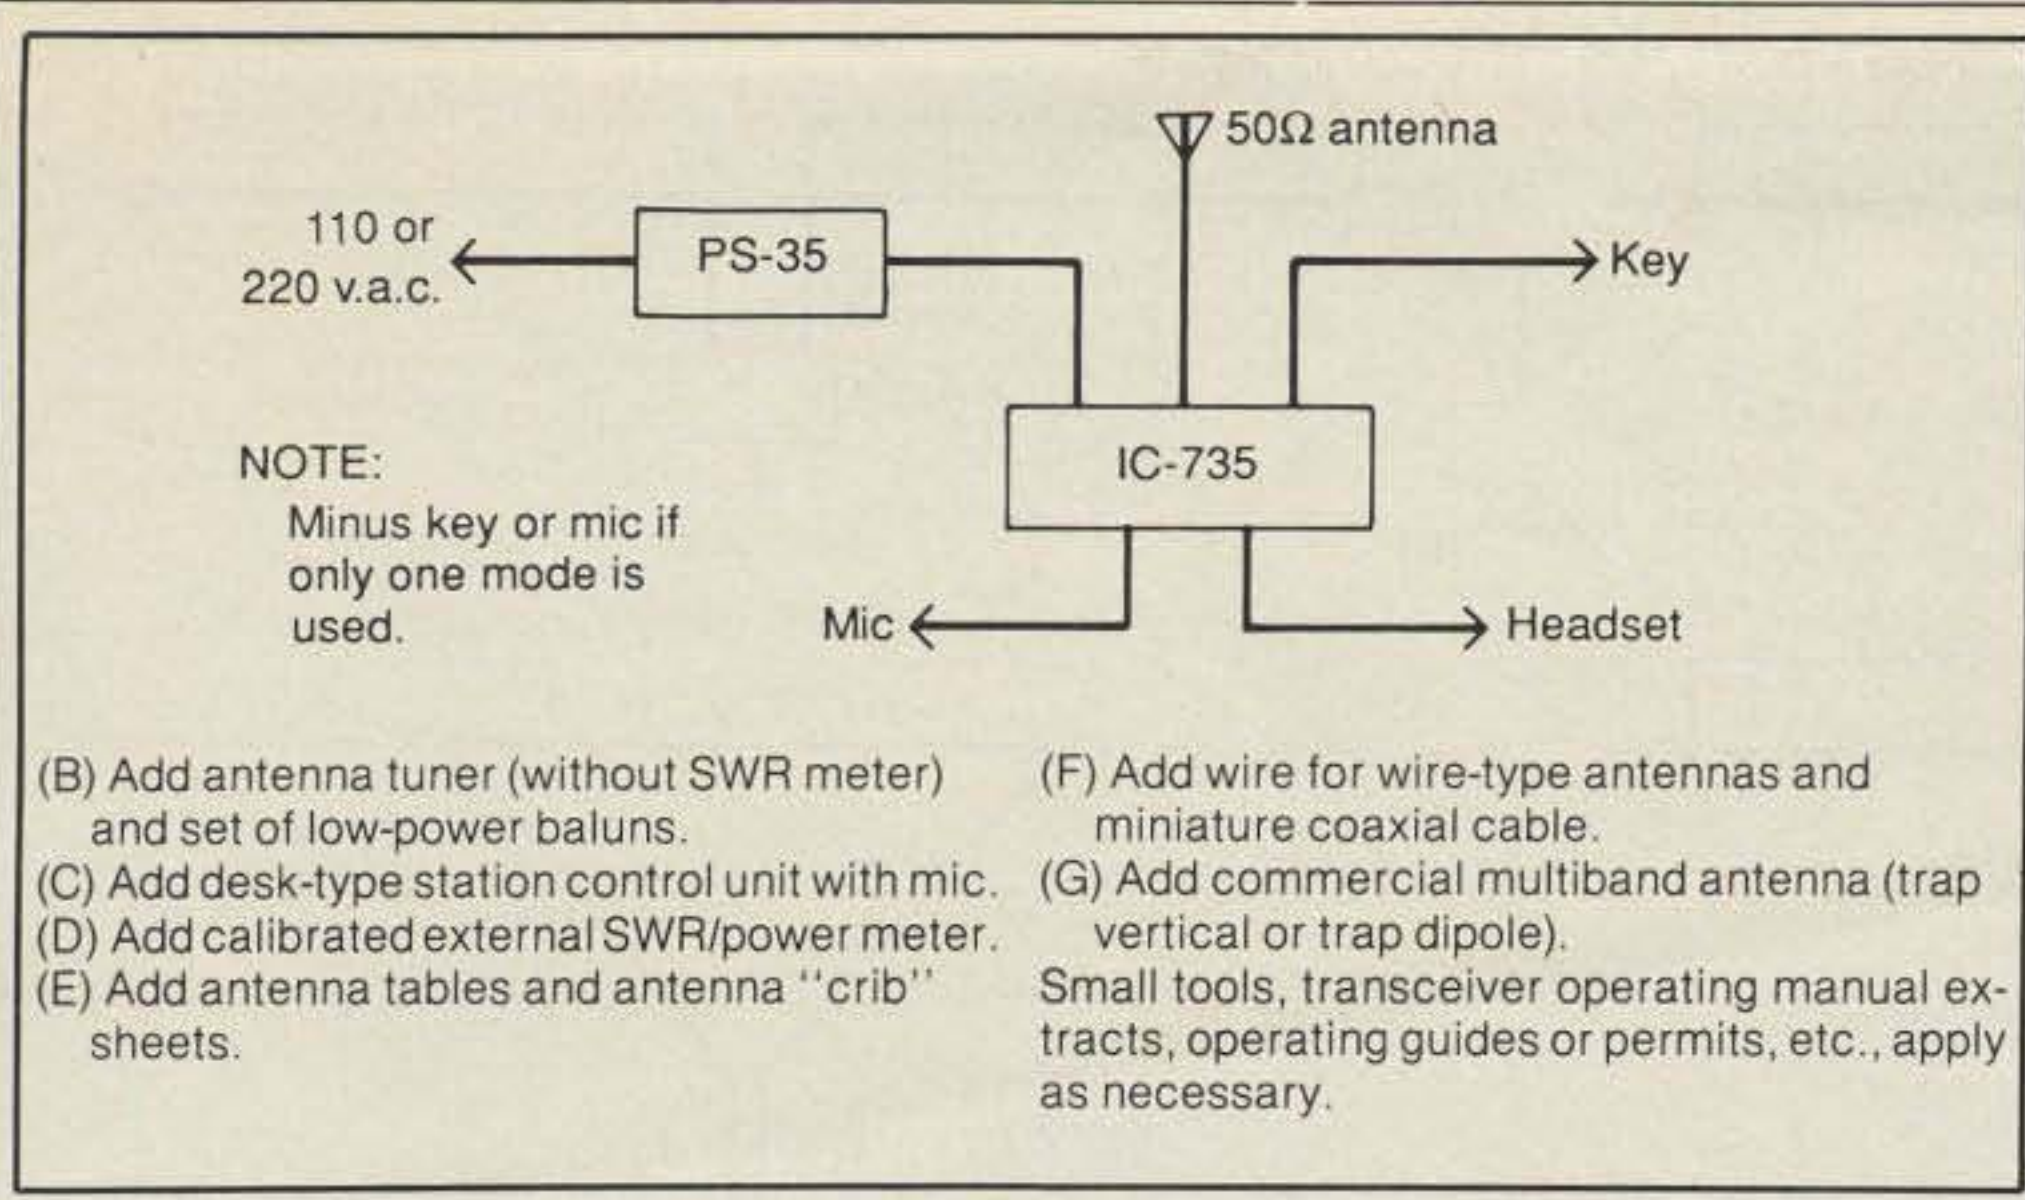 50Ω antenna
110 or
220 v.a.c.
PS-35
Key
IC-735
NOTE:
Minus key or mic if
only one mode is
used.
Mic
Headset
(B) Add antenna tuner (without SWR meter)
and set of low-power baluns.
(C) Add desk-type station control unit with mic.
(D) Add calibrated external SWR/power meter.
(E) Add antenna tables and antenna "crib"
sheets.
(F) Add wire for wire-type antennas and
miniature coaxial cable.
(G) Add commercial multiband antenna (trap
vertical or trap dipole).
Small tools, transceiver operating manual ex-
tracts, operating guides or permits, etc., apply
as necessary.